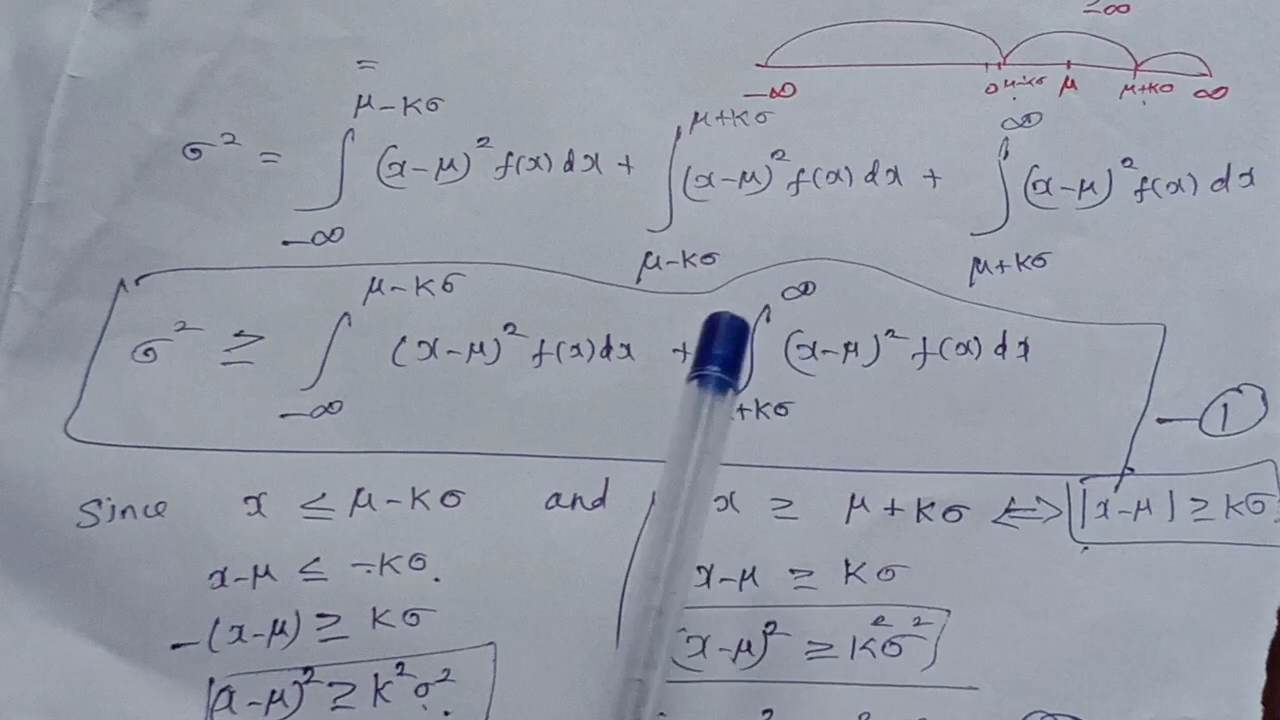 -∞
=
-∞ 0 μ-kσ μ μ+kσ ∞
σ² = ∫_{-∞}^{μ-kσ} (x-μ)² f(x) dx + ∫_{μ-kσ}^{μ+kσ} (x-μ)² f(x) dx + ∫_{μ+kσ}^{∞} (x-μ)² f(x) dx
σ² ≥ ∫_{-∞}^{μ-kσ} (x-μ)² f(x) dx + ∫_{+kσ}^{∞} (x-μ)² f(x) dx — ①
Since x ≤ μ-kσ and x ≥ μ+kσ ⇔ |x-μ| ≥ kσ
x-μ ≤ -kσ. x-μ ≥ kσ
-(x-μ) ≥ kσ (x-μ)² ≥ k²σ²
(x-μ)² ≥ k²σ²